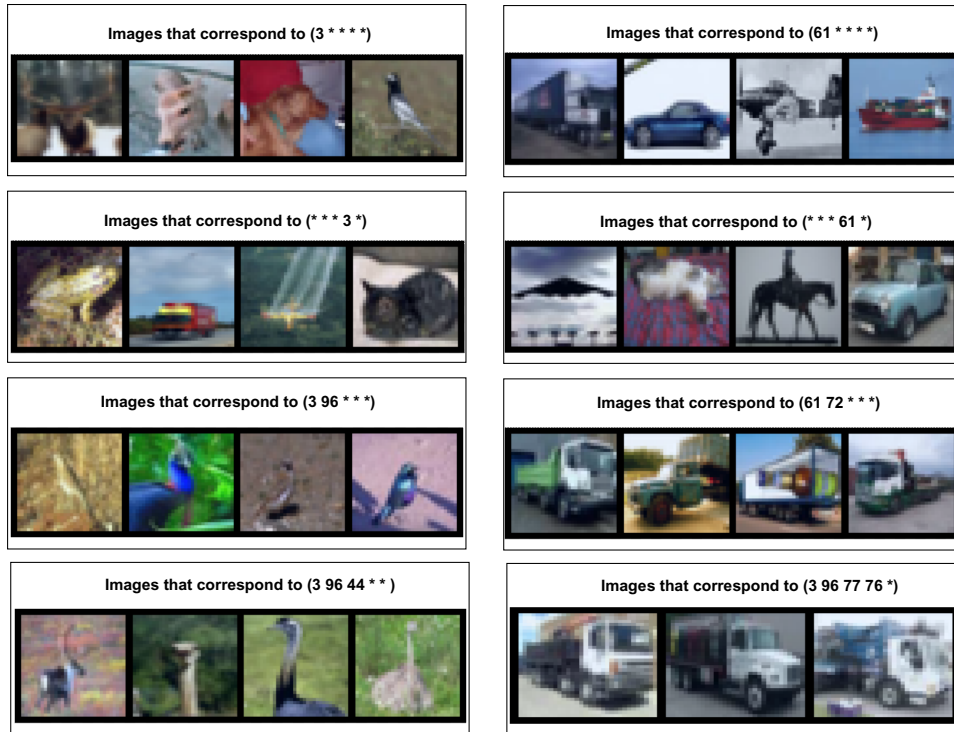 Images that correspond to (3 * * * *)
Images that correspond to (61 * * * *)
Images that correspond to (* * * 3 *)
Images that correspond to (* * * 61 *)
Images that correspond to (3 96 * * *)
Images that correspond to (61 72 * * *)
Images that correspond to (3 96 44 * * )
Images that correspond to (3 96 77 76 *)